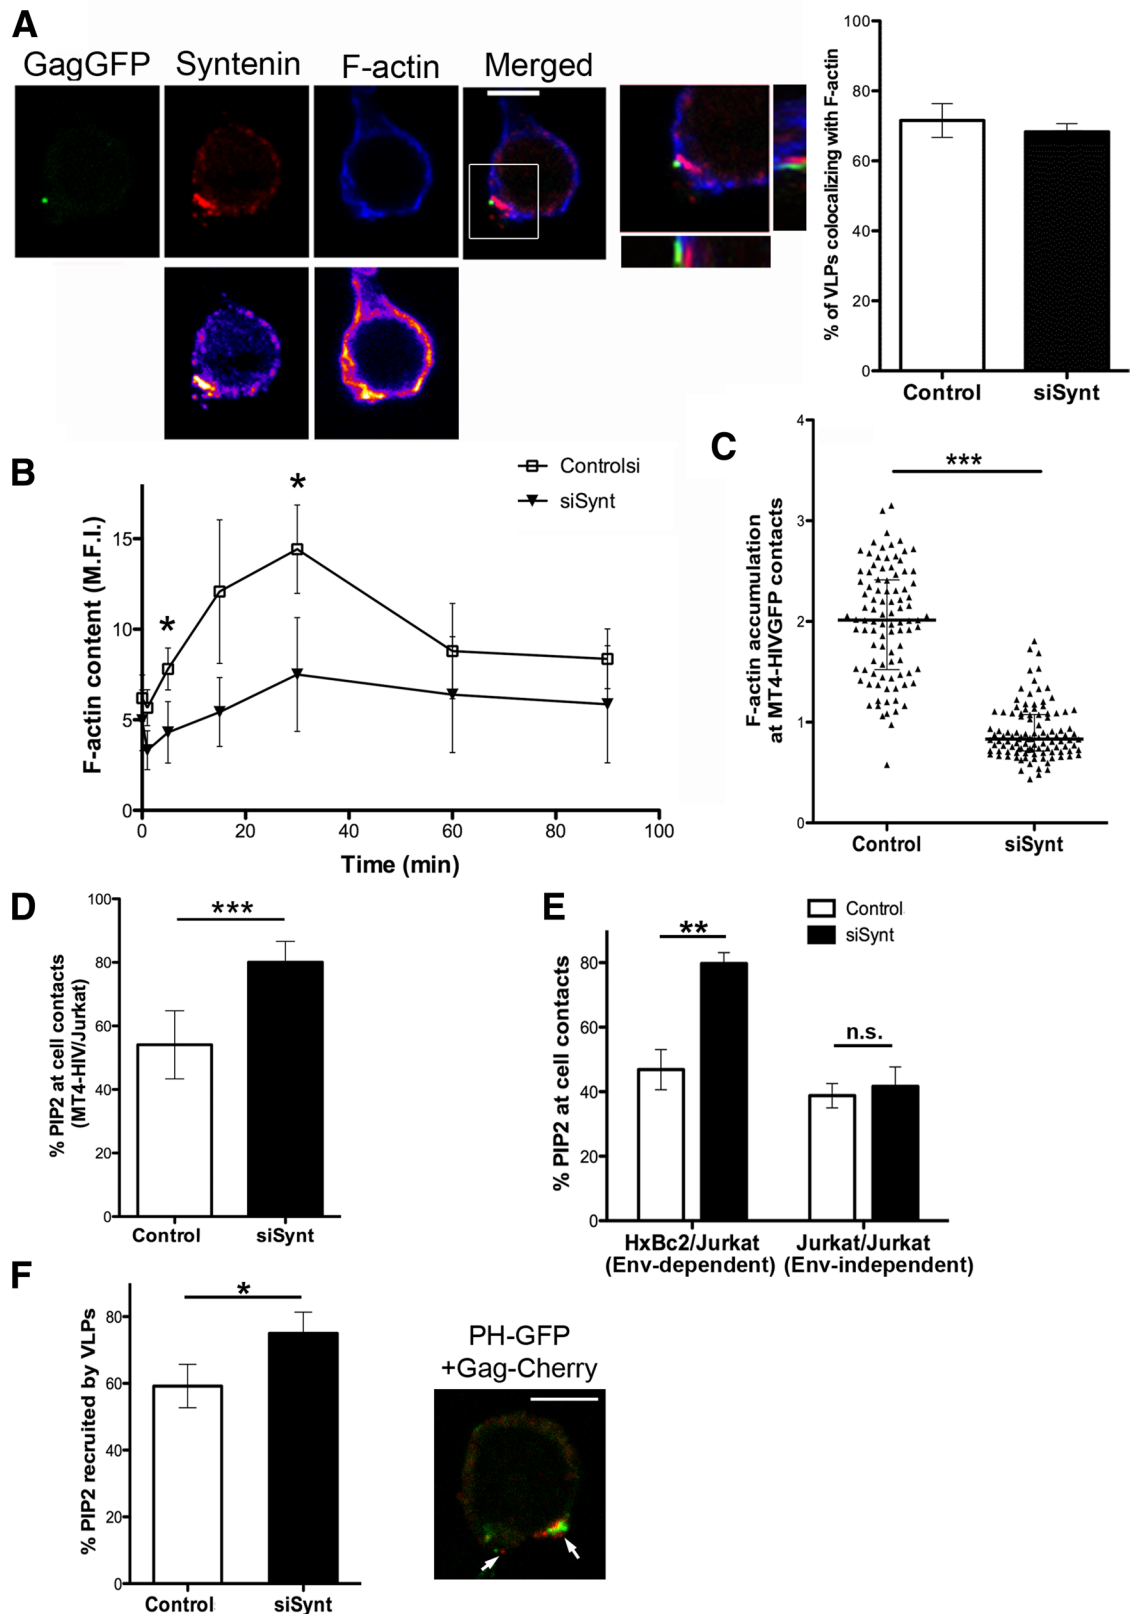 A
GagGFP Syntenin F-actin Merged
% of VLPs colocalizing with F-actin
100
80
60
40
20
0
Control siSynt
B
Controlsi
siSynt
*
*
F-actin content (M.F.I.)
15
10
5
0
0 20 40 60 80 100
Time (min)
C
***
F-actin accumulation
at MT4-HIVGFP contacts
4
3
2
1
0
Control siSynt
D
***
% PIP2 at cell contacts
(MT4-HIV/Jurkat)
100
80
60
40
20
0
Control siSynt
E
Control
siSynt
**
n.s.
% PIP2 at cell contacts
80
60
40
20
0
HxBc2/Jurkat Jurkat/Jurkat
(Env-dependent) (Env-independent)
F
*
% PIP2 recruited by VLPs
80
60
40
20
0
Control siSynt
PH-GFP
+Gag-Cherry